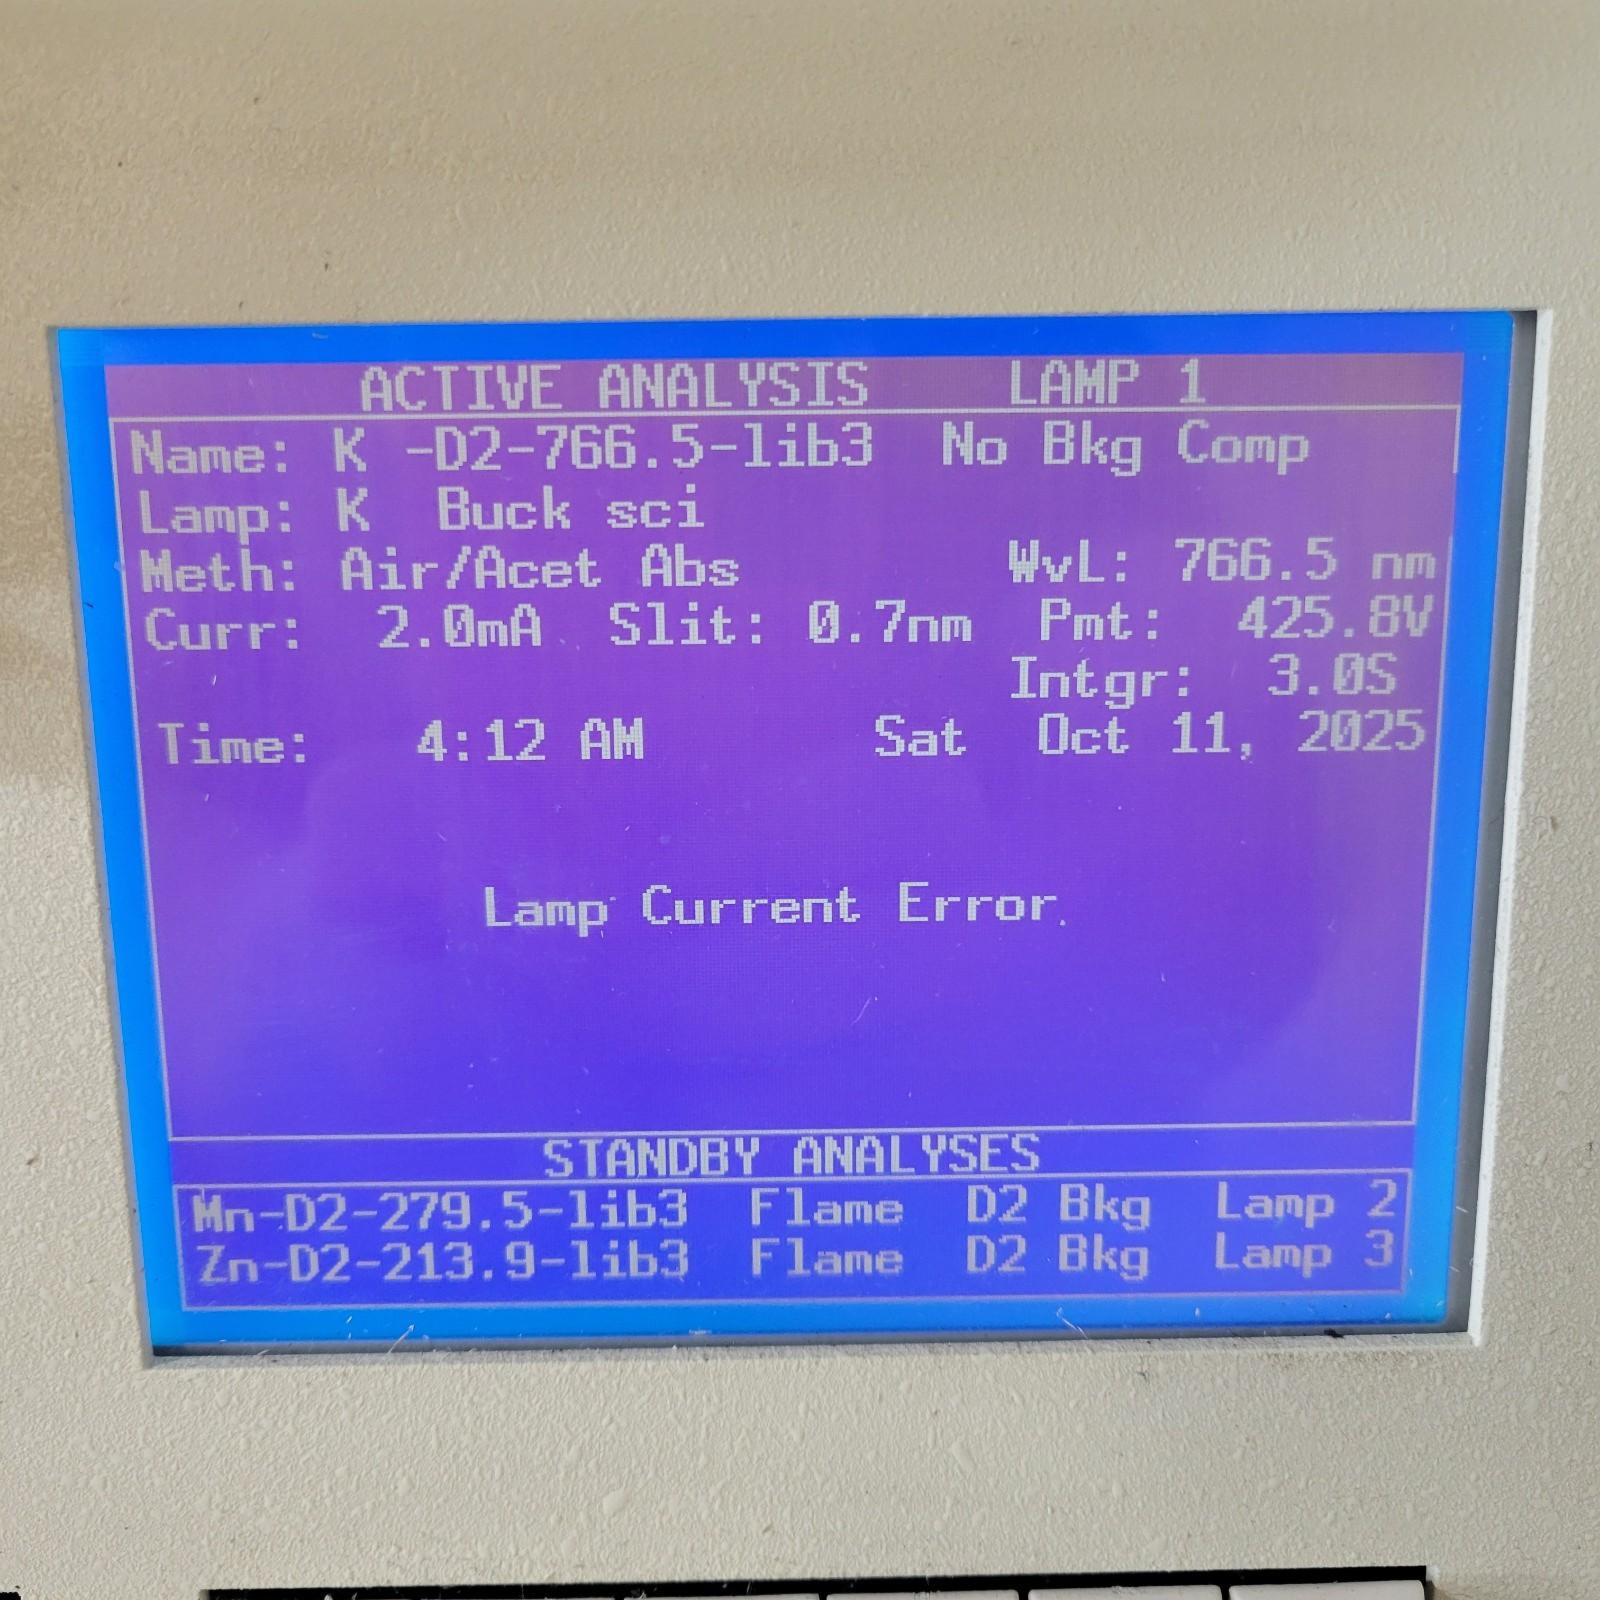 ACTIVE ANALYSIS LAMP 1
Name: K -D2-766.5-lib3 No Bkg Comp
Lamp: K Buck sci
Meth: Air/Acet Abs WvL: 766.5 nm
Curr: 2.0mA Slit: 0.7nm Pmt: 425.8V
Intgr: 3.0S
Time: 4:12 AM Sat Oct 11, 2025
Lamp Current Error.
STANDBY ANALYSES
Mn-D2-279.5-lib3 Flame D2 Bkg Lamp 2
Zn-D2-213.9-lib3 Flame D2 Bkg Lamp 3